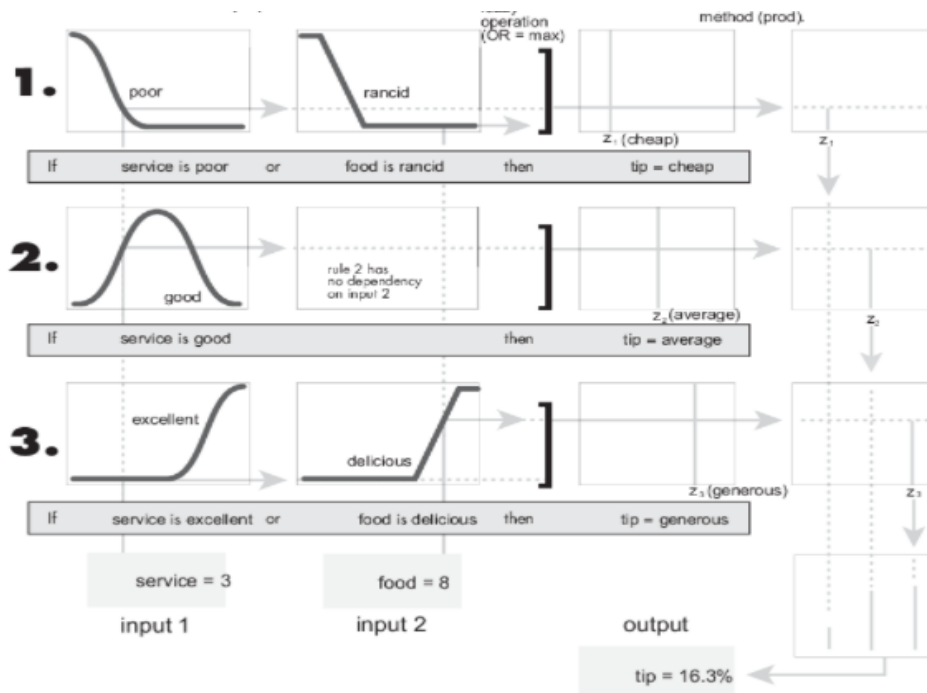 operation
(OR = max)
method (prod).
1.
poor
rancid
z₁ (cheap)
z₁
If service is poor or food is rancid then tip = cheap
2.
good
rule 2 has
no dependency
on input 2
z₂ (average)
z₂
If service is good then tip = average
3.
excellent
delicious
z₃ (generous)
z₃
If service is excellent or food is delicious then tip = generous
service = 3
food = 8
input 1
input 2
output
tip = 16.3%